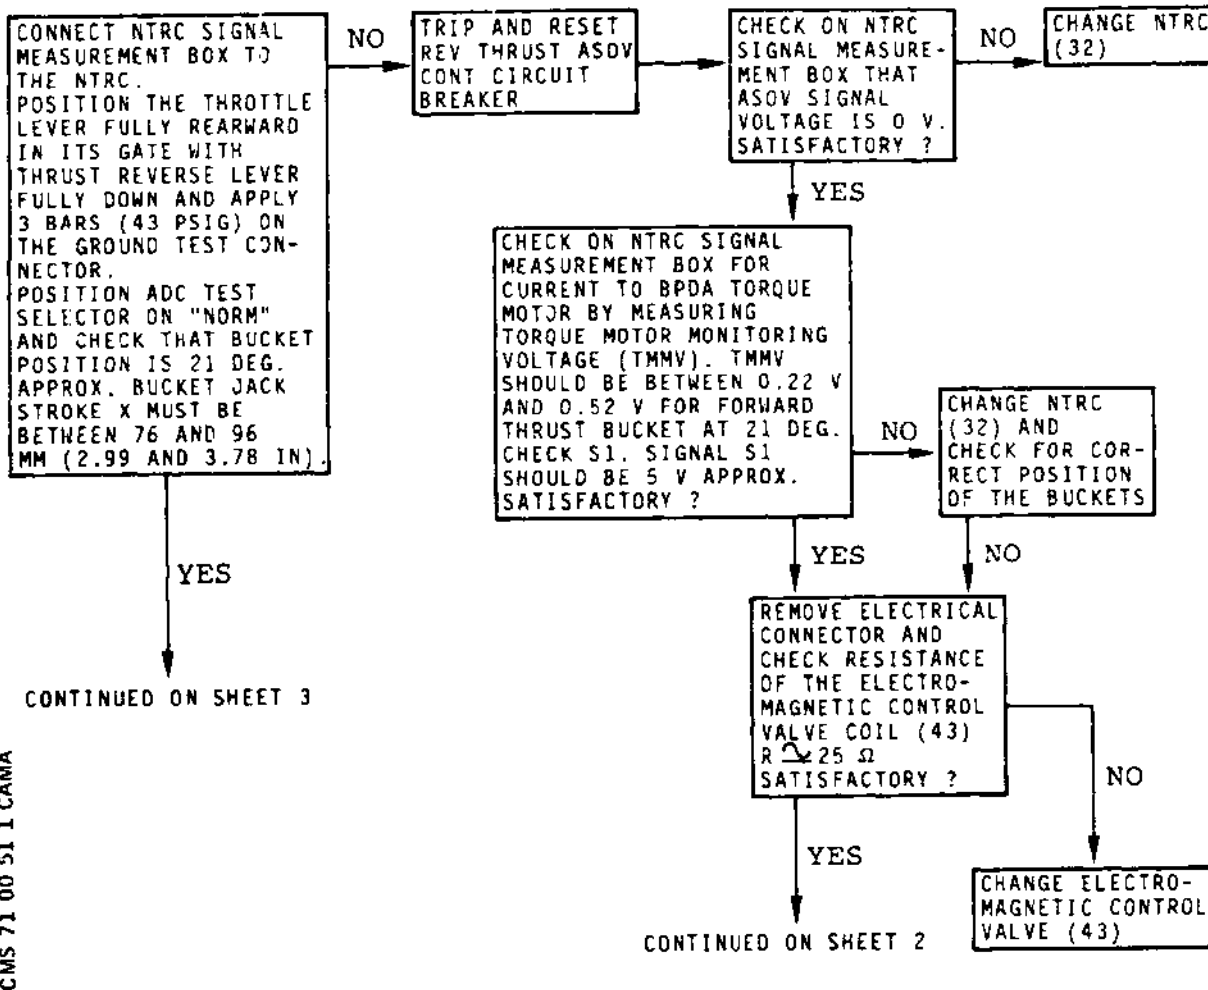 CONNECT NTRC SIGNAL
MEASUREMENT BOX TO
THE NTRC.
POSITION THE THROTTLE
LEVER FULLY REARWARD
IN ITS GATE WITH
THRUST REVERSE LEVER
FULLY DOWN AND APPLY
3 BARS (43 PSIG) ON
THE GROUND TEST CON-
NECTOR.
POSITION ADC TEST
SELECTOR ON "NORM"
AND CHECK THAT BUCKET
POSITION IS 21 DEG.
APPROX. BUCKET JACK
STROKE X MUST BE
BETWEEN 76 AND 96
MM (2.99 AND 3.78 IN).
NO
TRIP AND RESET
REV THRUST ASOV
CONT CIRCUIT
BREAKER
CHECK ON NTRC
SIGNAL MEASURE-
MENT BOX THAT
ASOV SIGNAL
VOLTAGE IS 0 V.
SATISFACTORY ?
NO
CHANGE NTRC
(32)
YES
CHECK ON NTRC SIGNAL
MEASUREMENT BOX FOR
CURRENT TO BPDA TORQUE
MOTOR BY MEASURING
TORQUE MOTOR MONITORING
VOLTAGE (TMMV). TMMV
SHOULD BE BETWEEN 0.22 V
AND 0.52 V FOR FORWARD
THRUST BUCKET AT 21 DEG.
CHECK S1. SIGNAL S1
SHOULD BE 5 V APPROX.
SATISFACTORY ?
NO
CHANGE NTRC
(32) AND
CHECK FOR COR-
RECT POSITION
OF THE BUCKETS
YES
NO
YES
CONTINUED ON SHEET 3
REMOVE ELECTRICAL
CONNECTOR AND
CHECK RESISTANCE
OF THE ELECTRO-
MAGNETIC CONTROL
VALVE COIL (43)
R ≃ 25 Ω
SATISFACTORY ?
NO
YES
CHANGE ELECTRO-
MAGNETIC CONTROL
VALVE (43)
CONTINUED ON SHEET 2
CMS 71 00 51 1 CAMA